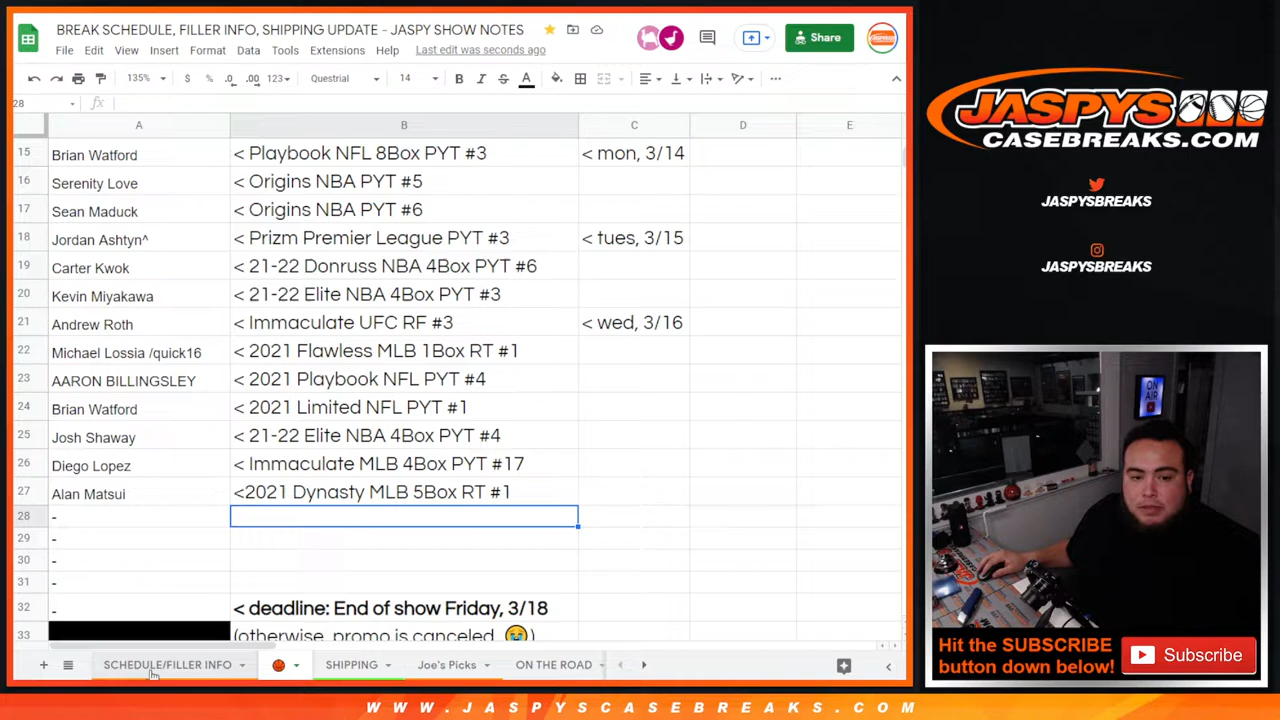 BREAK SCHEDULE, FILLER INFO, SHIPPING UPDATE - JASPY SHOW NOTES
File Edit View Insert Format Data Tools Extensions Help Last edit was seconds ago
Share
135% $ % .0 .00 123 Questrial 14 B I S A
28 fx
A B C D E
15 Brian Watford < Playbook NFL 8Box PYT #3 < mon, 3/14
16 Serenity Love < Origins NBA PYT #5
17 Sean Maduck < Origins NBA PYT #6
18 Jordan Ashtyn^ < Prizm Premier League PYT #3 < tues, 3/15
19 Carter Kwok < 21-22 Donruss NBA 4Box PYT #6
20 Kevin Miyakawa < 21-22 Elite NBA 4Box PYT #3
21 Andrew Roth < Immaculate UFC RF #3 < wed, 3/16
22 Michael Lossia /quick16 < 2021 Flawless MLB 1Box RT #1
23 AARON BILLINGSLEY < 2021 Playbook NFL PYT #4
24 Brian Watford < 2021 Limited NFL PYT #1
25 Josh Shaway < 21-22 Elite NBA 4Box PYT #4
26 Diego Lopez < Immaculate MLB 4Box PYT #17
27 Alan Matsui <2021 Dynasty MLB 5Box RT #1
28 -
29 -
30 -
31 -
32 - < deadline: End of show Friday, 3/18
33 (otherwise, promo is canceled 😭)
+ SCHEDULE/FILLER INFO SHIPPING Joe's Picks ON THE ROAD
JASPYS
CASEBREAKS.COM
JASPYSBREAKS
JASPYSBREAKS
ON AIR
Hit the SUBSCRIBE
button down below!
Subscribe
WWW.JASPYSCASEBREAKS.COM